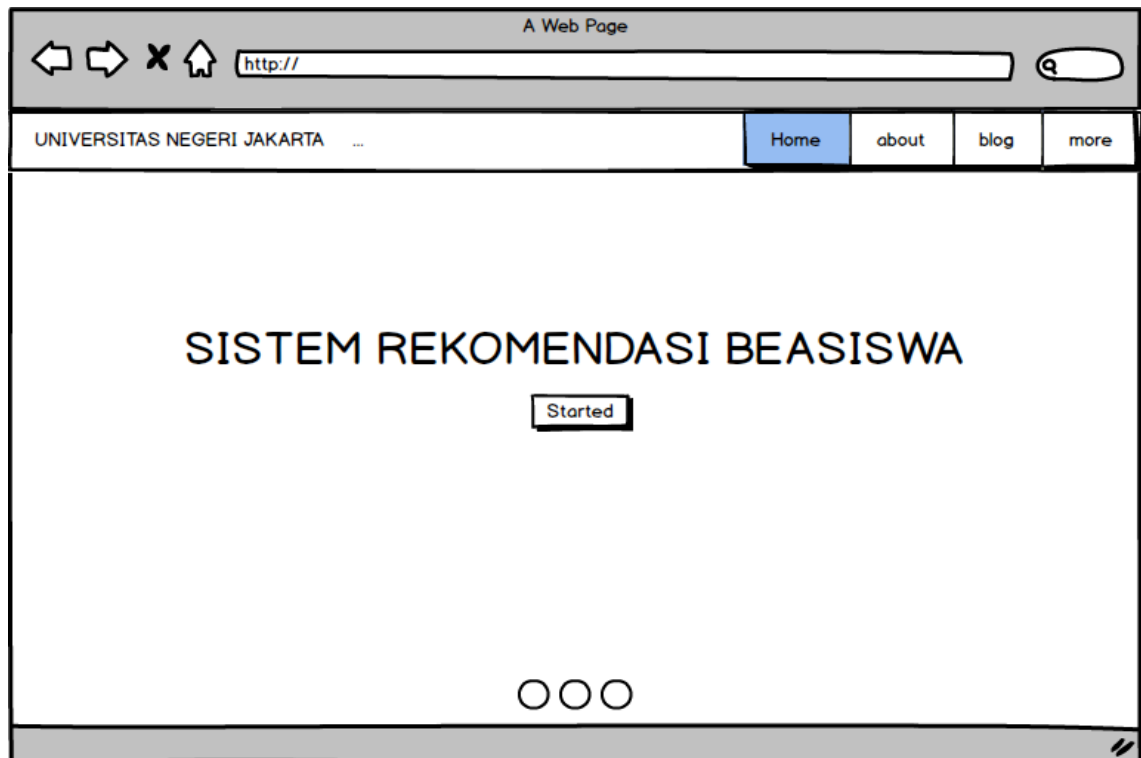 A Web Page
http://
UNIVERSITAS NEGERI JAKARTA ... Home about blog more
SISTEM REKOMENDASI BEASISWA
Started